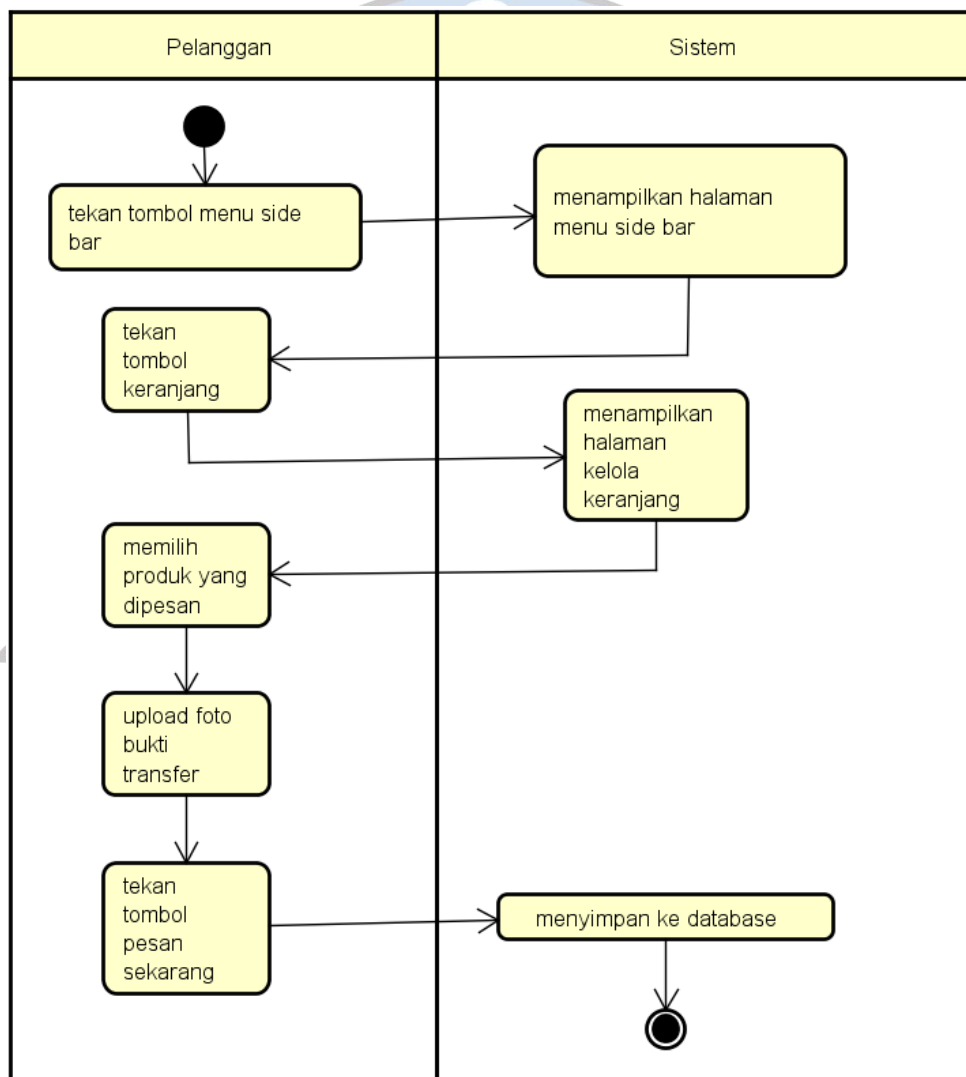 Pelanggan
Sistem
tekan tombol menu side
bar
menampilkan halaman
menu side bar
tekan
tombol
keranjang
menampilkan
halaman
kelola
keranjang
memilih
produk yang
dipesan
upload foto
bukti
transfer
tekan
tombol
pesan
sekarang
menyimpan ke database